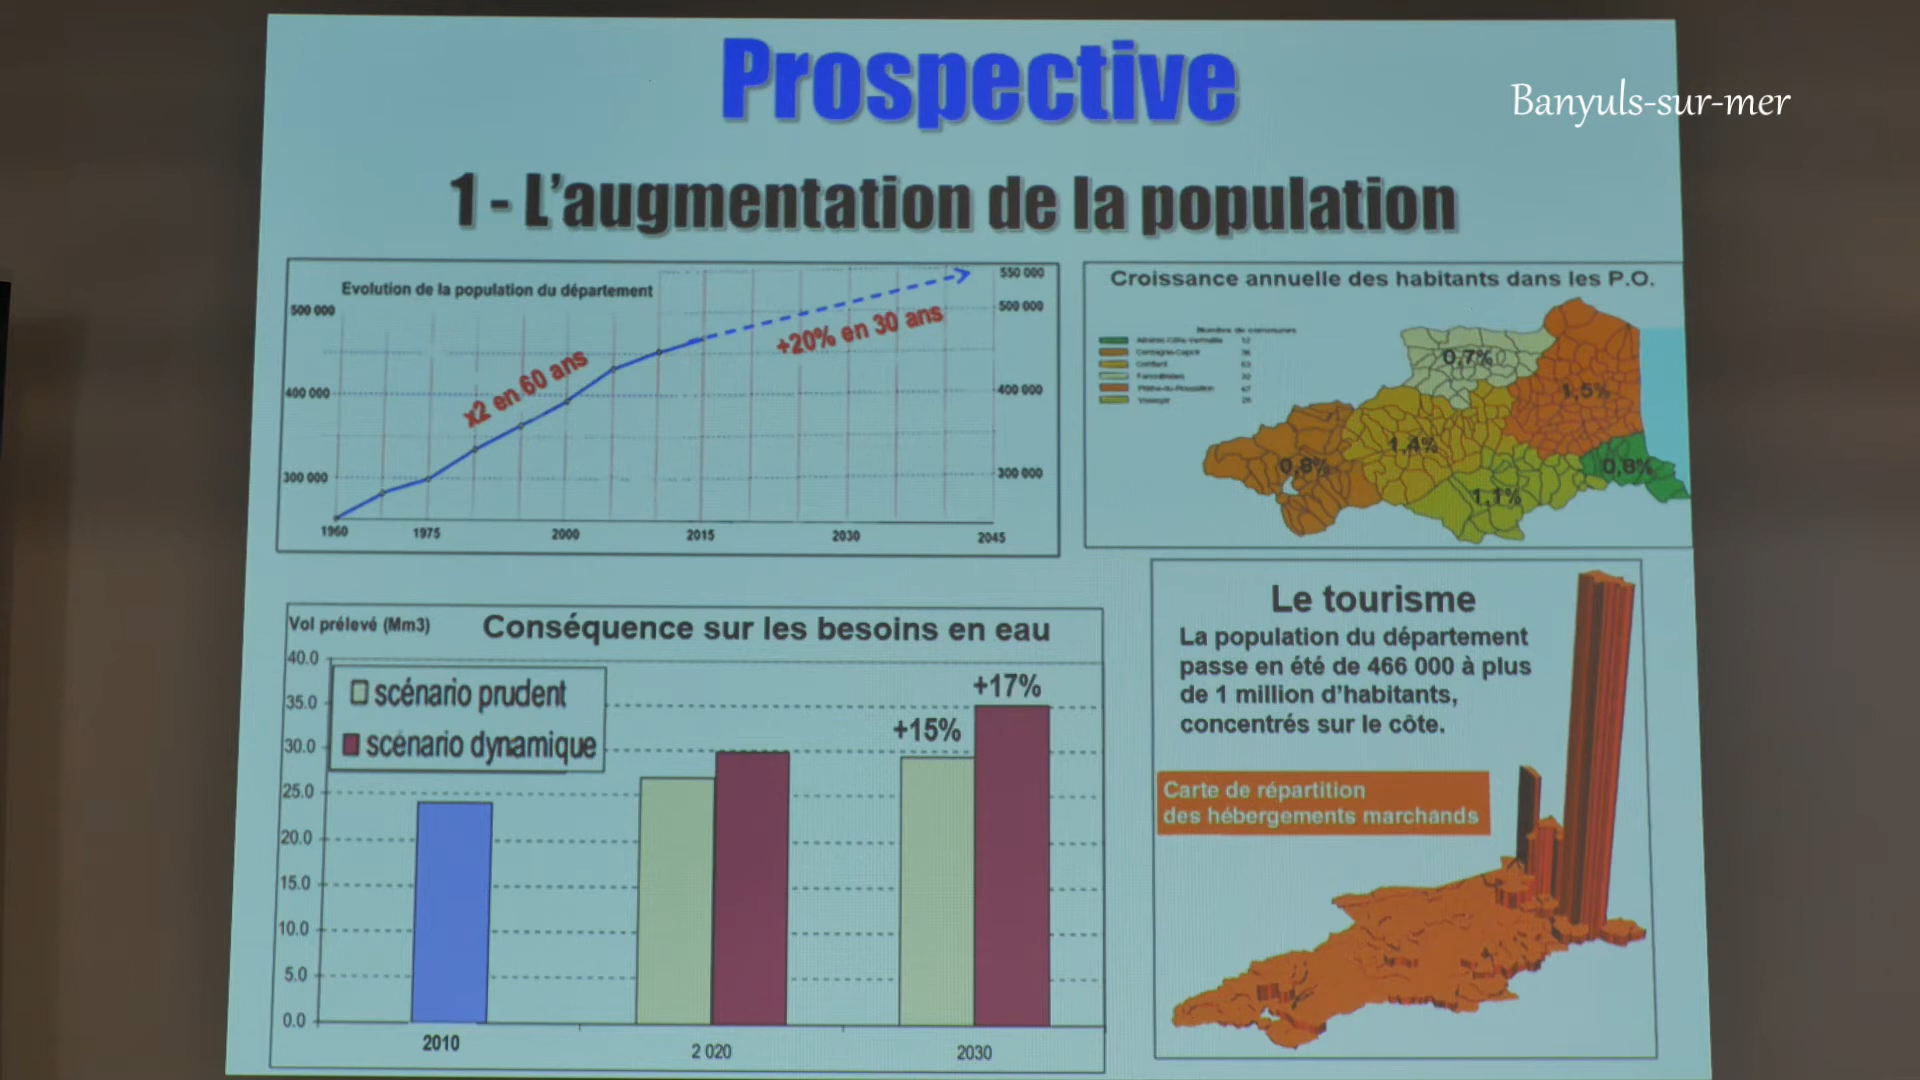 Prospective
Banyuls-sur-mer
1 - L'augmentation de la population
Evolution de la population du département
500 000
400 000
300 000
550 000
500 000
400 000
300 000
x2 en 60 ans
+20% en 30 ans
1960
1975
2000
2015
2030
2045
Croissance annuelle des habitants dans les P.O.
Nombre de communes
0,7%
1,5%
1,4%
0,8%
0,8%
1,1%
Vol prélevé (Mm3)
Conséquence sur les besoins en eau
40.0
35.0
30.0
25.0
20.0
15.0
10.0
5.0
0.0
scénario prudent
scénario dynamique
+15%
+17%
2010
2 020
2030
Le tourisme
La population du département
passe en été de 466 000 à plus
de 1 million d'habitants,
concentrés sur le côte.
Carte de répartition
des hébergements marchands